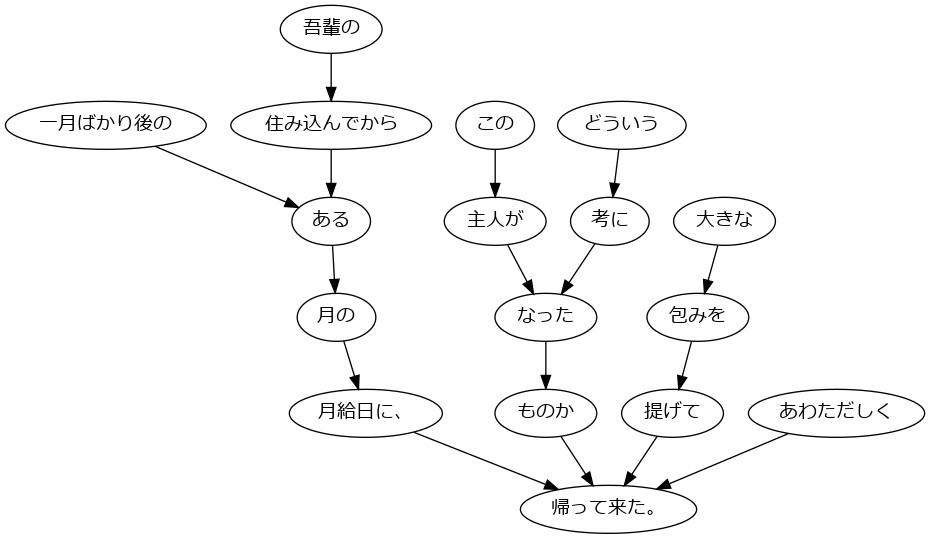 吾輩の
一月ばかり後の
住み込んでから
この
どういう
ある
主人が
考に
大きな
月の
なった
包みを
月給日に、
ものか
提げて
あわただしく
帰って来た。